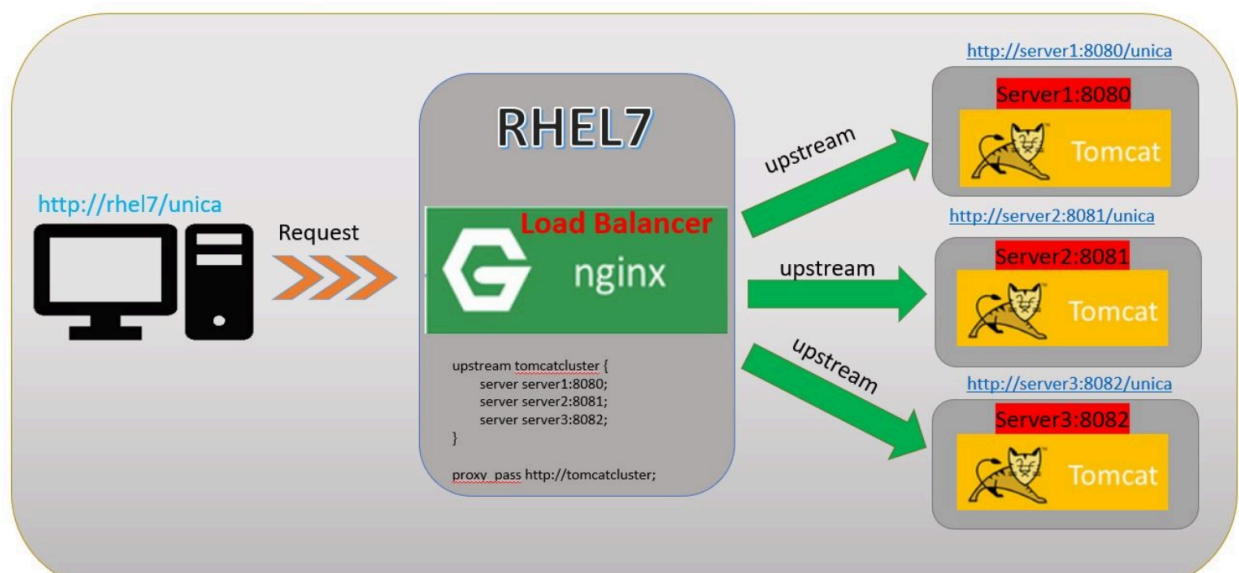 http://rhel7/unica
Request
RHEL7
Load Balancer
nginx
upstream tomcatcluster {
server server1:8080;
server server2:8081;
server server3:8082;
}
proxy_pass http://tomcatcluster;
upstream
upstream
upstream
http://server1:8080/unica
Server1:8080
Tomcat
http://server2:8081/unica
Server2:8081
Tomcat
http://server3:8082/unica
Server3:8082
Tomcat